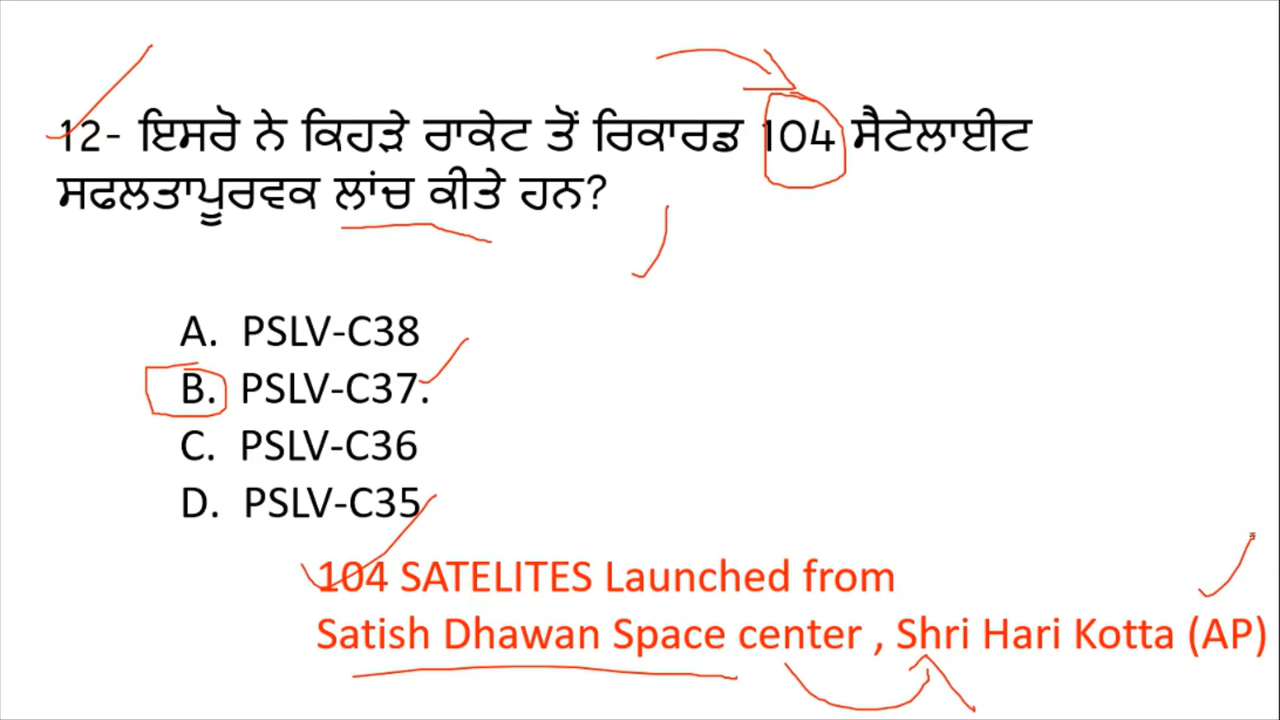 12- ਇਸਰੋ ਨੇ ਕਿਹੜੇ ਰਾਕੇਟ ਤੋਂ ਰਿਕਾਰਡ 104 ਸੈਟੇਲਾਈਟ
ਸਫਲਤਾਪੂਰਵਕ ਲਾਂਚ ਕੀਤੇ ਹਨ?
A. PSLV-C38
B. PSLV-C37.
C. PSLV-C36
D. PSLV-C35
104 SATELITES Launched from
Satish Dhawan Space center , Shri Hari Kotta (AP)